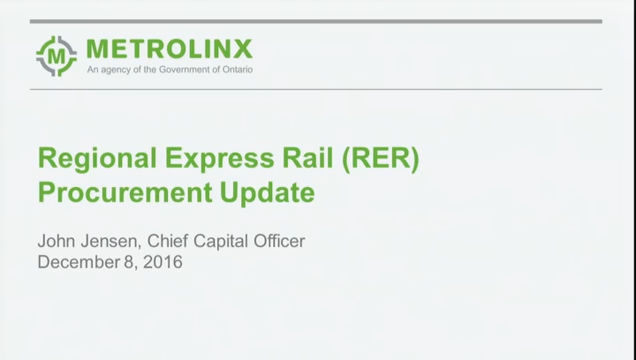 M METROLINX
An agency of the Government of Ontario
Regional Express Rail (RER)
Procurement Update
John Jensen, Chief Capital Officer
December 8, 2016